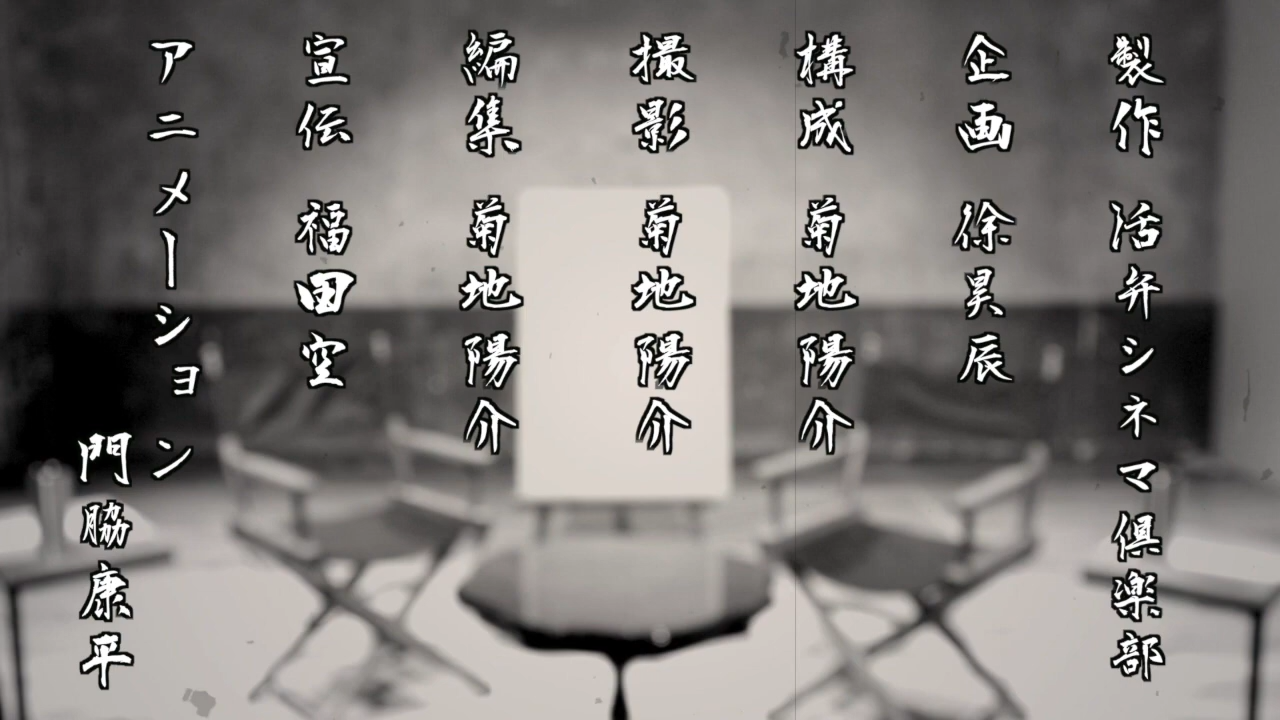 製作 活弁シネマ倶楽部
企画 徐昊辰
構成 菊地陽介
撮影 菊地陽介
編集 菊地陽介
宣伝 福田空
アニメーション
門脇康平